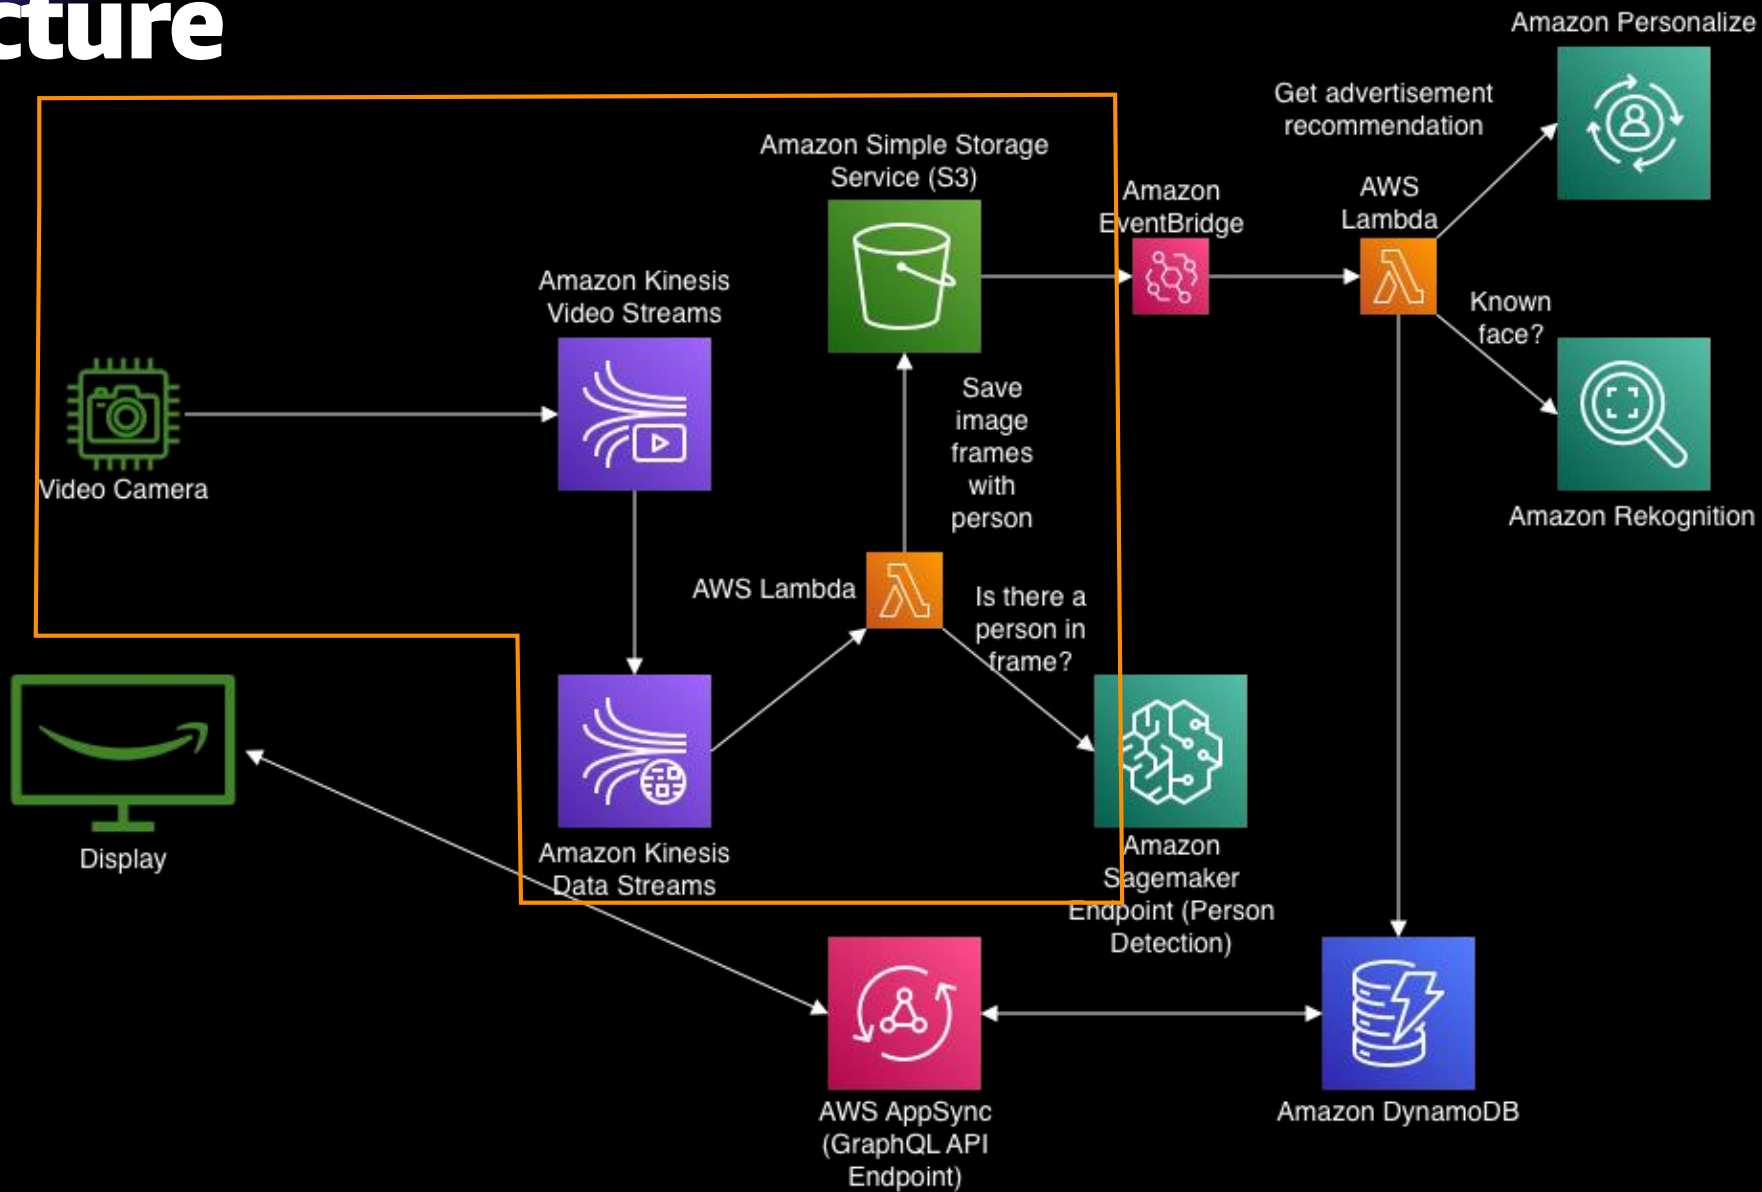 cture
Amazon Personalize
Get advertisement
recommendation
Amazon Simple Storage
Service (S3)
Amazon
EventBridge
AWS
Lambda
Amazon Kinesis
Video Streams
Known
face?
Save
image
frames
with
person
Video Camera
Amazon Rekognition
AWS Lambda
Is there a
person in
frame?
Display
Amazon Kinesis
Data Streams
Amazon
Sagemaker
Endpoint (Person
Detection)
AWS AppSync
(GraphQL API
Endpoint)
Amazon DynamoDB